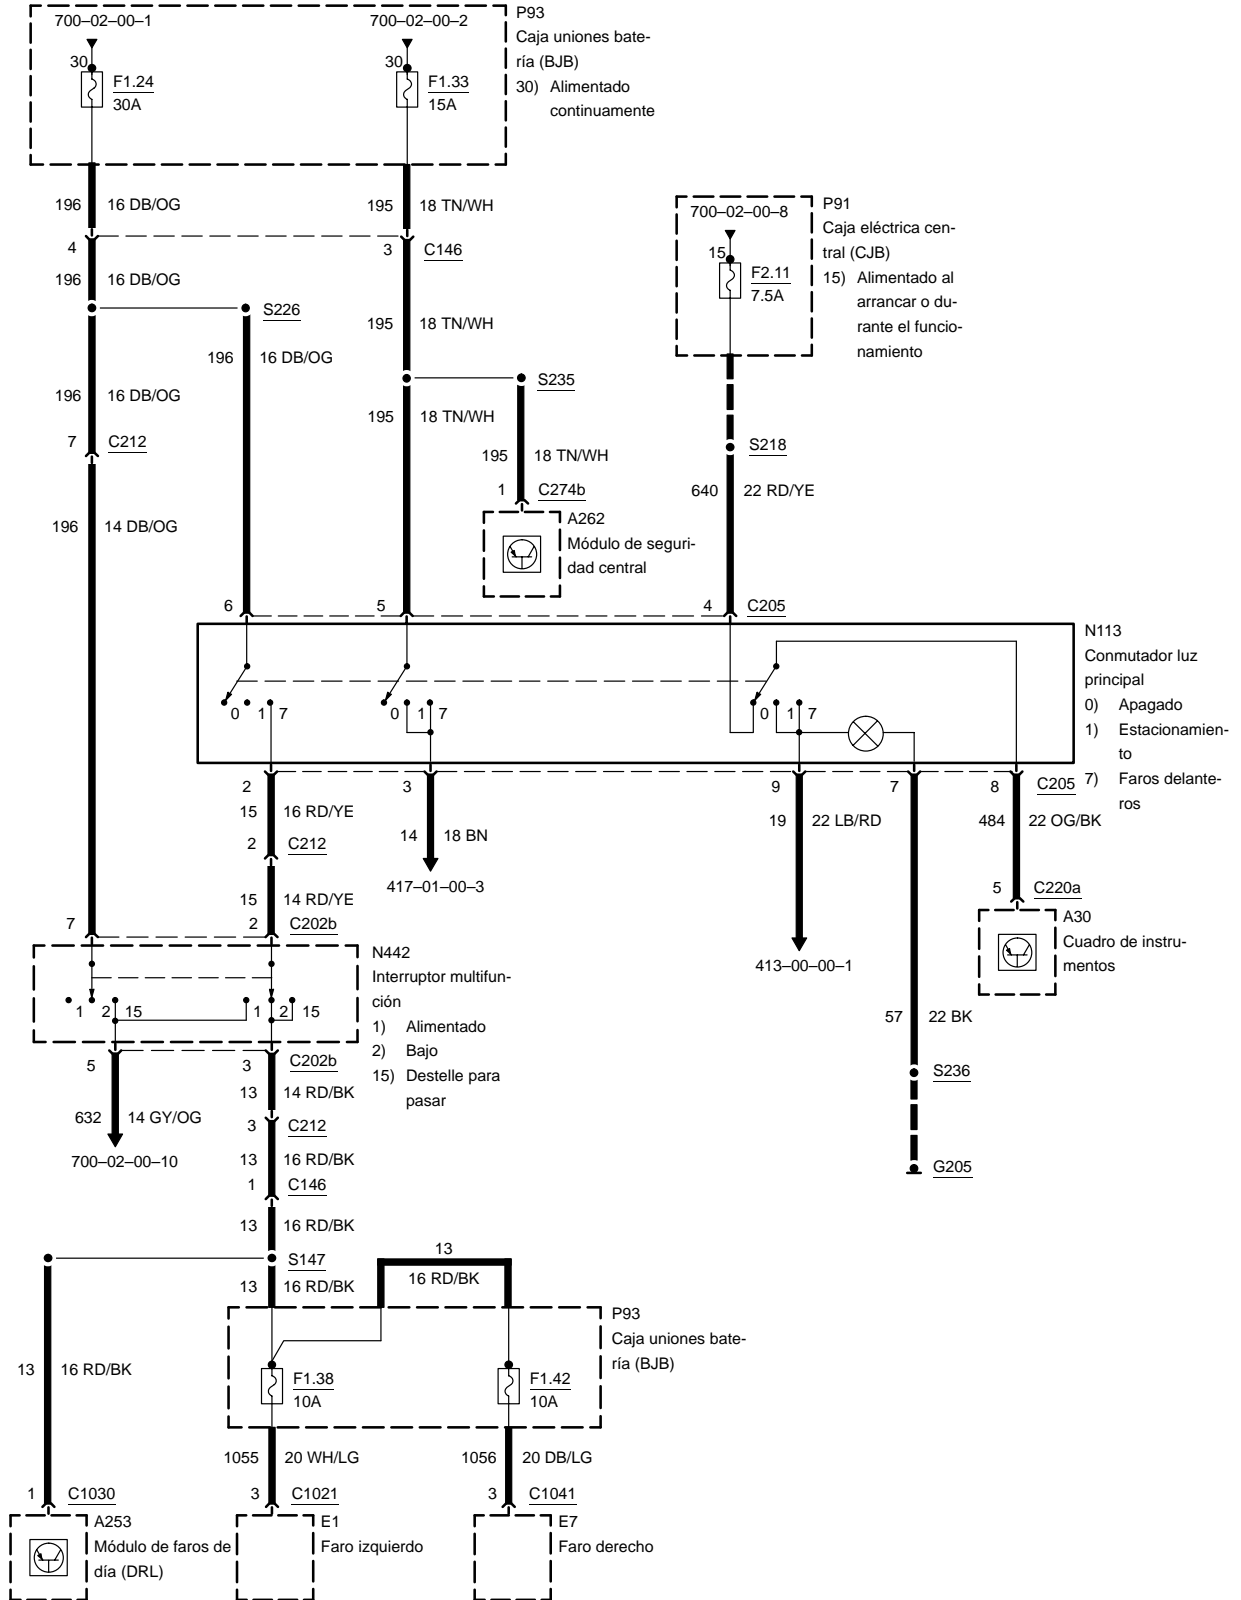 700–02–00–1
700–02–00–2
P93
Caja uniones bate-
ría (BJB)
30) Alimentado
continuamente
30
F1.24
30A
30
F1.33
15A
196 16 DB/OG
195 18 TN/WH
4
3 C146
196 16 DB/OG
S226
195 18 TN/WH
196 16 DB/OG
S235
196 16 DB/OG
195 18 TN/WH
7 C212
195 18 TN/WH
1 C274b
196 14 DB/OG
A262
Módulo de seguri-
dad central
P91
Caja eléctrica cen-
tral (CJB)
15) Alimentado al
arrancar o du-
rante el funcio-
namiento
700–02–00–8
15
F2.11
7.5A
S218
640 22 RD/YE
6
5
4 C205
N113
Conmutador luz
principal
0) Apagado
1) Estacionamien-
to
7) Faros delante-
ros
0 1 7
0 1 7
0 1 7
2
3
9
7
8 C205
15 16 RD/YE
2 C212
15 14 RD/YE
14 18 BN
417–01–00–3
19 22 LB/RD
413–00–00–1
484 22 OG/BK
5 C220a
A30
Cuadro de instru-
mentos
57 22 BK
S236
G205
7
2 C202b
N442
Interruptor multifun-
ción
1) Alimentado
2) Bajo
15) Destelle para
pasar
1 2 15
1 2 15
5
3 C202b
632 14 GY/OG
700–02–00–10
13 14 RD/BK
3 C212
13 16 RD/BK
1 C146
13 16 RD/BK
S147
13 16 RD/BK
13
16 RD/BK
P93
Caja uniones bate-
ría (BJB)
F1.38
10A
F1.42
10A
13 16 RD/BK
1055 20 WH/LG
1056 20 DB/LG
1 C1030
3 C1021
3 C1041
A253
Módulo de faros de
día (DRL)
E1
Faro izquierdo
E7
Faro derecho